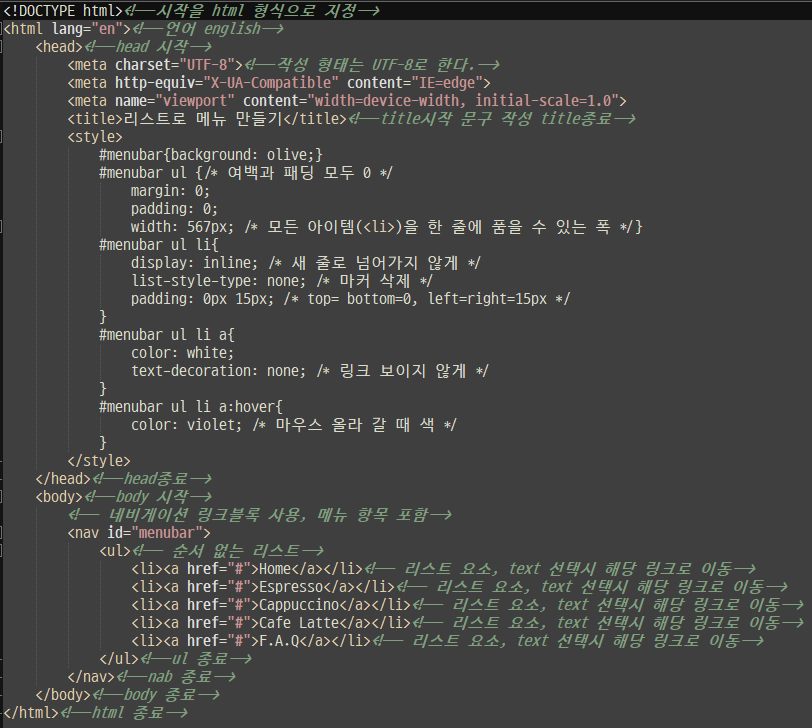 <!DOCTYPE html><!--시작을 html 형식으로 지정-->
<html lang="en"><!--언어 english-->
    <head><!--head 시작-->
        <meta charset="UTF-8"><!--작성 형태는 UTF-8로 한다.-->
        <meta http-equiv="X-UA-Compatible" content="IE=edge">
        <meta name="viewport" content="width=device-width, initial-scale=1.0">
        <title>리스트로 메뉴 만들기</title><!--title시작 문구 작성 title종료-->
        <style>
            #menubar{background: olive;}
            #menubar ul {/* 여백과 패딩 모두 0 */
                margin: 0;
                padding: 0;
                width: 567px; /* 모든 아이템(<li>)을 한 줄에 품을 수 있는 폭 */}
            #menubar ul li{
                display: inline; /* 새 줄로 넘어가지 않게 */
                list-style-type: none; /* 마커 삭제 */
                padding: 0px 15px; /* top= bottom=0, left=right=15px */
            }
            #menubar ul li a{
                color: white;
                text-decoration: none; /* 링크 보이지 않게 */
            }
            #menubar ul li a:hover{
                color: violet; /* 마우스 올라 갈 때 색 */
            }
        </style>
    </head><!--head종료-->
    <body><!--body 시작-->
        <!-- 네비게이션 링크블록 사용, 메뉴 항목 포함-->
        <nav id="menubar">
            <ul><!-- 순서 없는 리스트-->
                <li><a href="#">Home</a></li><!-- 리스트 요소, text 선택시 해당 링크로 이동-->
                <li><a href="#">Espresso</a></li><!-- 리스트 요소, text 선택시 해당 링크로 이동-->
                <li><a href="#">Cappuccino</a></li><!-- 리스트 요소, text 선택시 해당 링크로 이동-->
                <li><a href="#">Cafe Latte</a></li><!-- 리스트 요소, text 선택시 해당 링크로 이동-->
                <li><a href="#">F.A.Q</a></li><!-- 리스트 요소, text 선택시 해당 링크로 이동-->
            </ul><!--ul 종료-->
        </nav><!--nab 종료-->
    </body><!--body 종료-->
</html><!--html 종료-->